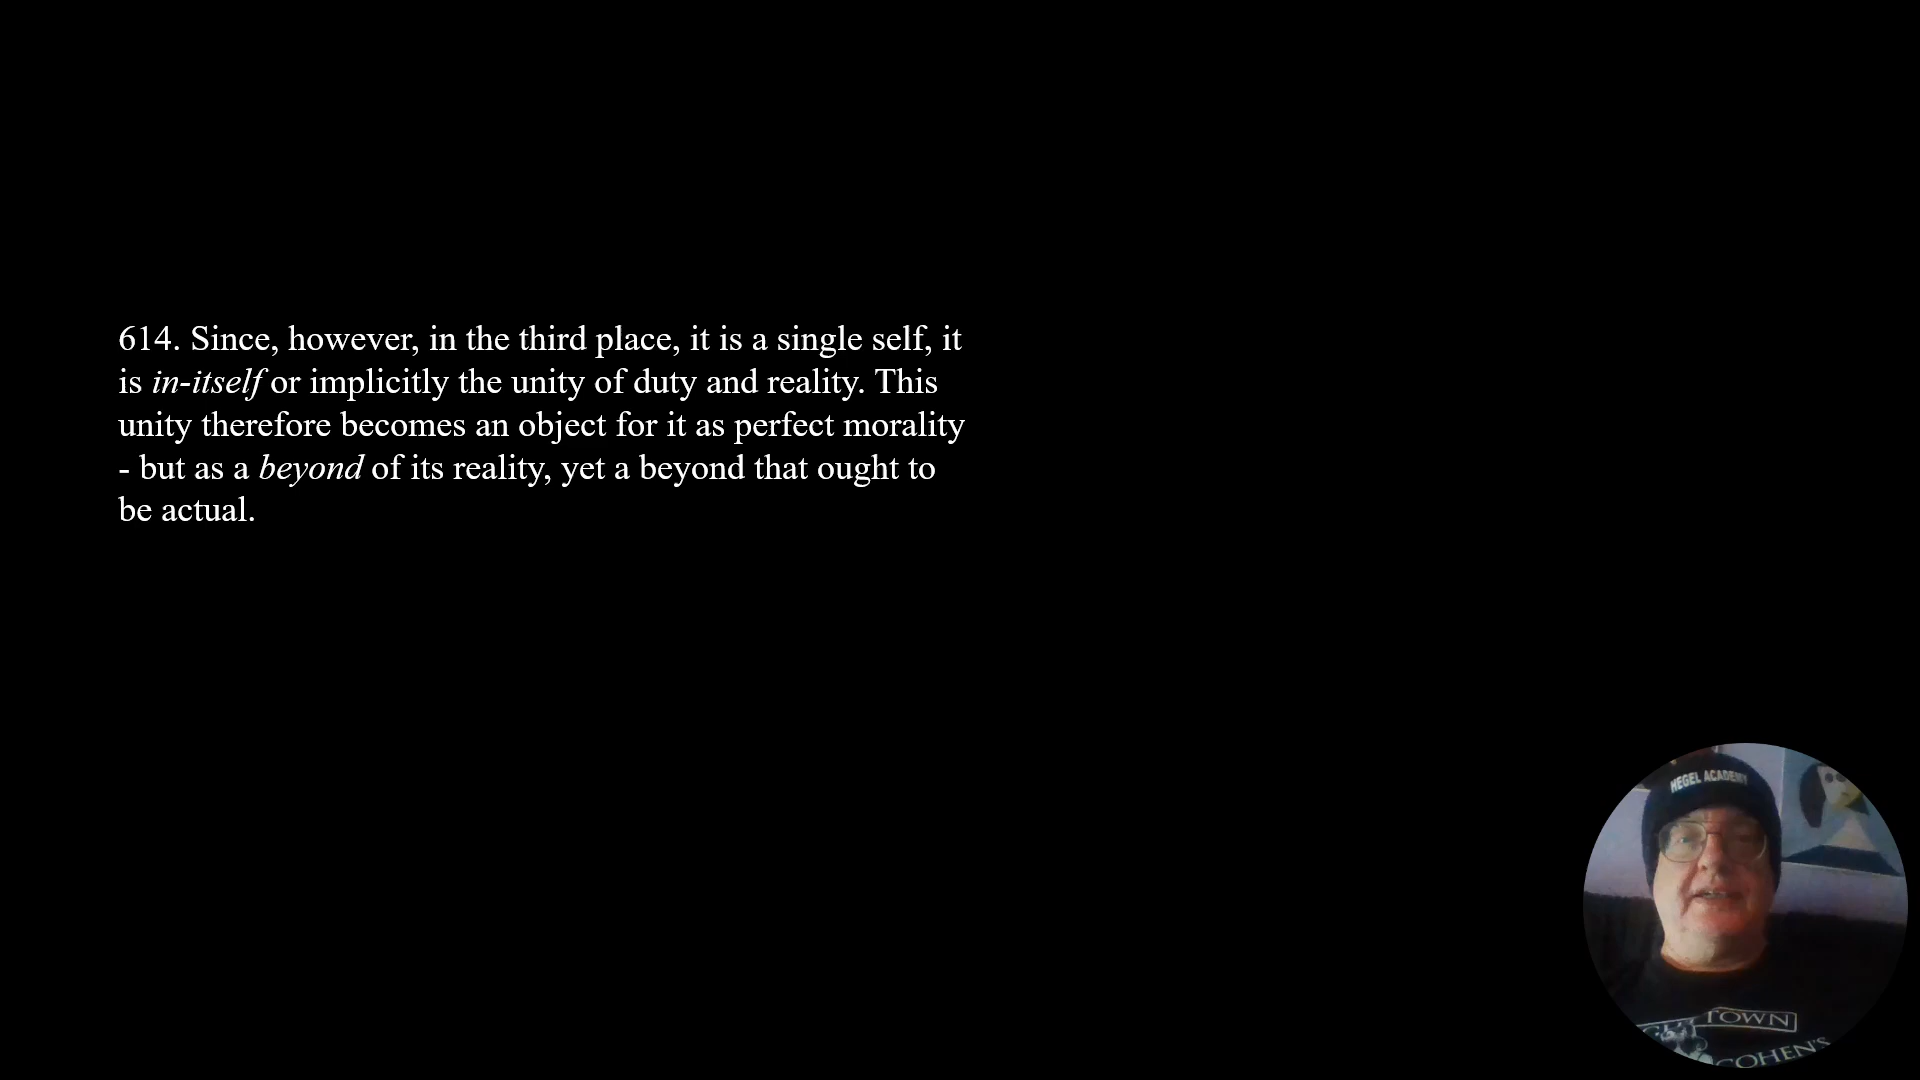 614. Since, however, in the third place, it is a single self, it
is in-itself or implicitly the unity of duty and reality. This
unity therefore becomes an object for it as perfect morality
- but as a beyond of its reality, yet a beyond that ought to
be actual.
HEGEL ACADEMY
TOWN
COHEN'S